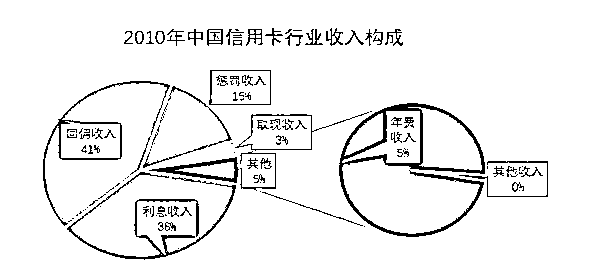 2010年中国信用卡行业收入构成
惩罚收入
15%
取现收入
3%
回佣收入
41%
其他
5%
利息收入
36%
年费
收入
5%
其他收入
0%